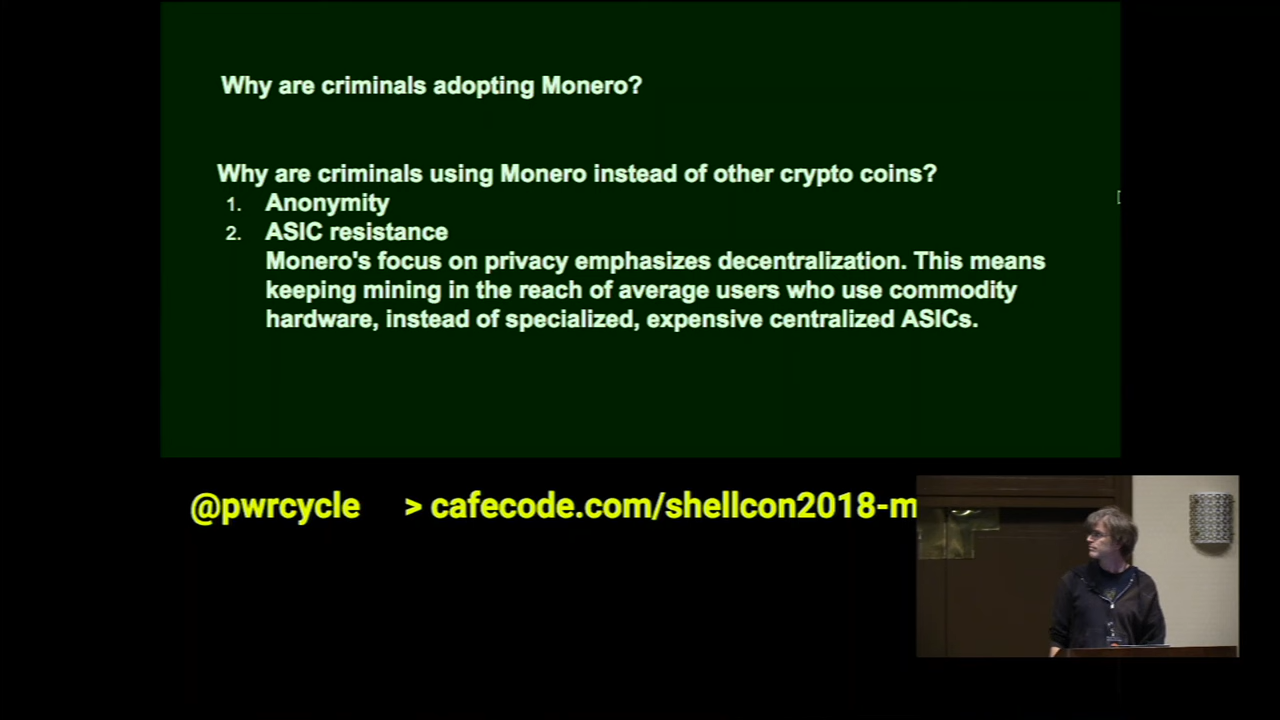 Why are criminals adopting Monero?
Why are criminals using Monero instead of other crypto coins?
1. Anonymity
2. ASIC resistance
Monero's focus on privacy emphasizes decentralization. This means
keeping mining in the reach of average users who use commodity
hardware, instead of specialized, expensive centralized ASICs.
@pwrcycle > cafecode.com/shellcon2018-m